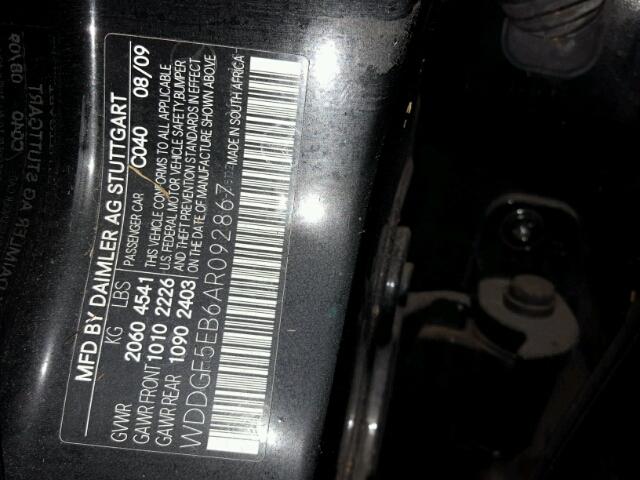 MFD BY DAIMLER AG STUTTGART
KG LBS PASSENGER CAR C040 08/09
GVWR 2060 4541 THIS VEHICLE CONFORMS TO ALL APPLICABLE
GAWR FRONT 1010 2226 U.S. FEDERAL MOTOR VEHICLE SAFETY,BUMPER
GAWR REAR 1090 2403 AND THEFT PREVENTION STANDARDS IN EFFECT
ON THE DATE OF MANUFACTURE SHOWN ABOVE
WDDGF5EB6AR092867 MADE IN SOUTH AFRICA